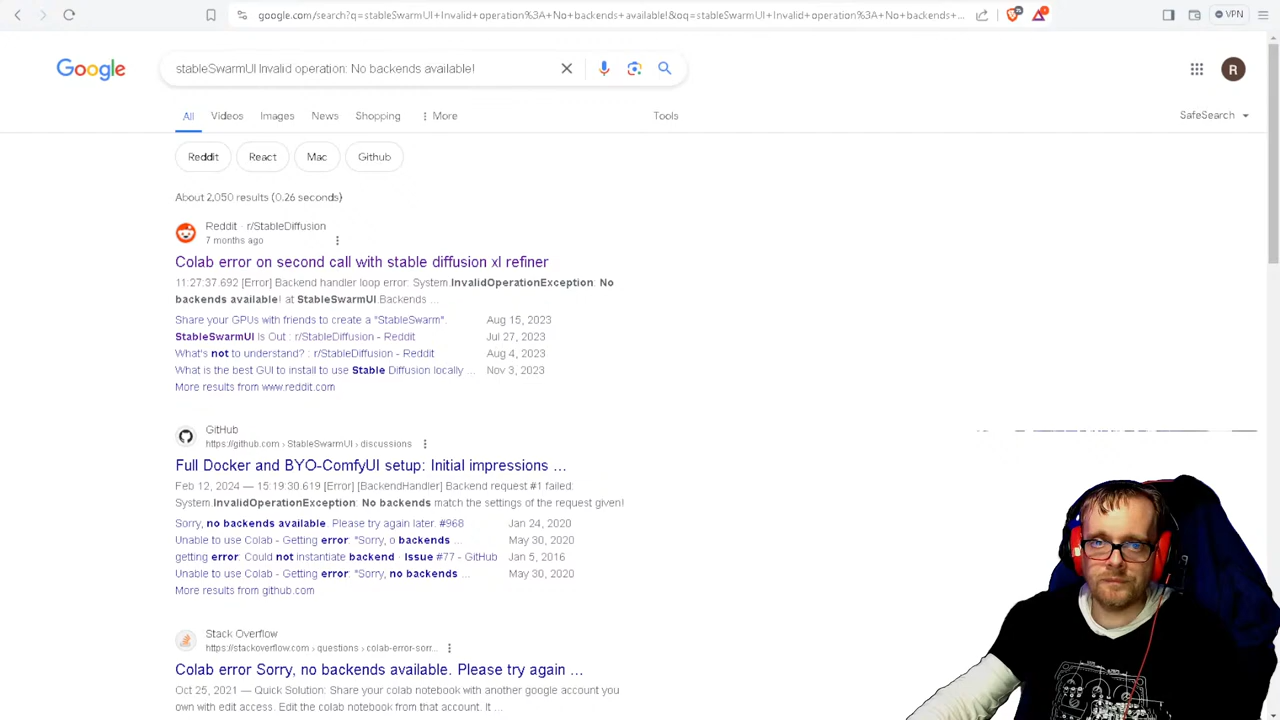 google.com/search?q=stableSwarmUI+Invalid+operation%3A+No+backends+available!&oq=stableSwarmUI+Invalid+operation%3A+No+backends+...
VPN
Google
stableSwarmUI Invalid operation: No backends available!
R
All
Videos
Images
News
Shopping
More
Tools
SafeSearch
Reddit
React
Mac
Github
About 2,050 results (0.26 seconds)
Reddit · r/StableDiffusion
7 months ago
Colab error on second call with stable diffusion xl refiner
11:27:37.692 [Error] Backend handler loop error: System.InvalidOperationException: No
backends available! at StableSwarmUI.Backends ...
Share your GPUs with friends to create a "StableSwarm". Aug 15, 2023
StableSwarmUI Is Out : r/StableDiffusion - Reddit Jul 27, 2023
What's not to understand? : r/StableDiffusion - Reddit Aug 4, 2023
What is the best GUI to install to use Stable Diffusion locally ... Nov 3, 2023
More results from www.reddit.com
GitHub
https://github.com › StableSwarmUI › discussions
Full Docker and BYO-ComfyUI setup: Initial impressions ...
Feb 12, 2024 — 15:19:30.619 [Error] [BackendHandler] Backend request #1 failed:
System.InvalidOperationException: No backends match the settings of the request given!
Sorry, no backends available. Please try again later. #968 Jan 24, 2020
Unable to use Colab - Getting error: "Sorry, o backends ... May 30, 2020
getting error: Could not instantiate backend · Issue #77 - GitHub Jan 5, 2016
Unable to use Colab - Getting error: "Sorry, no backends ... May 30, 2020
More results from github.com
Stack Overflow
https://stackoverflow.com › questions › colab-error-sorr...
Colab error Sorry, no backends available. Please try again ...
Oct 25, 2021 — Quick Solution: Share your colab notebook with another google account you
own with edit access. Edit the colab notebook from that account. It ...